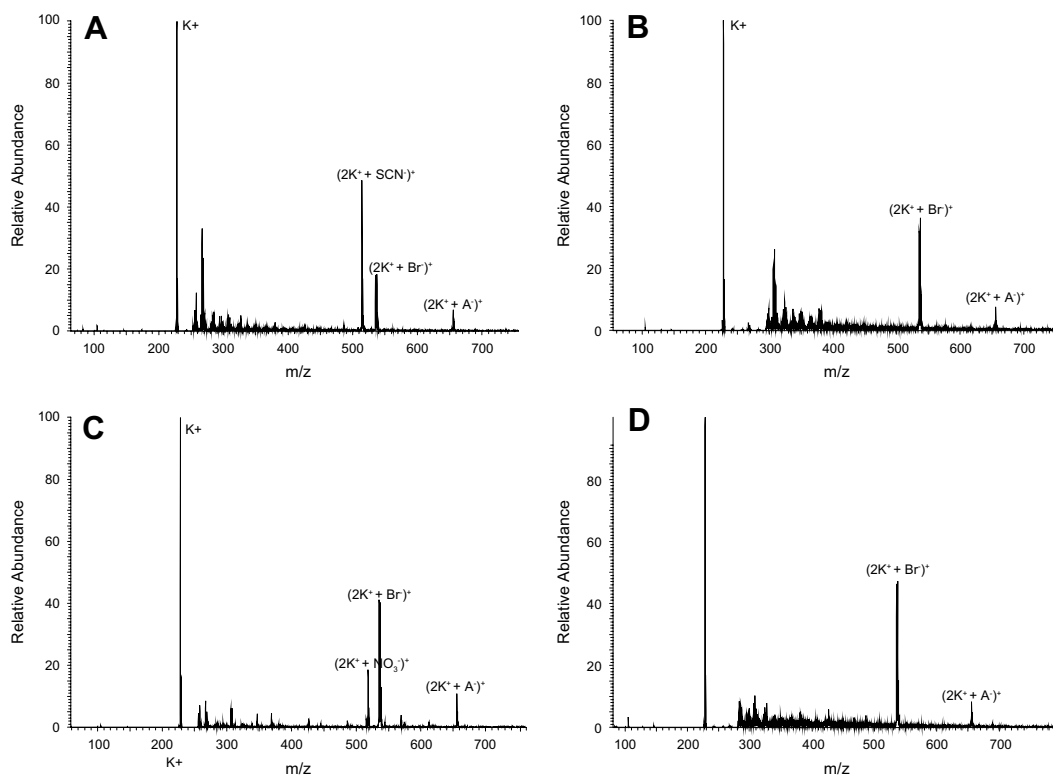 A
100
80
60
40
20
0
Relative Abundance
K+
(2K⁺ + SCN⁻)⁺
(2K⁺ + Br⁻)⁺
(2K⁺ + A⁻)⁺
100 200 300 400 500 600 700
m/z
B
100
80
60
40
20
0
Relative Abundance
K+
(2K⁺ + Br⁻)⁺
(2K⁺ + A⁻)⁺
100 200 300 400 500 600 700
m/z
C
100
80
60
40
20
0
Relative Abundance
K+
(2K⁺ + Br⁻)⁺
(2K⁺ + NO₃⁻)⁺
(2K⁺ + A⁻)⁺
100 200 300 400 500 600 700
K+
m/z
D
100
80
60
40
20
0
Relative Abundance
(2K⁺ + Br⁻)⁺
(2K⁺ + A⁻)⁺
100 200 300 400 500 600 700
m/z